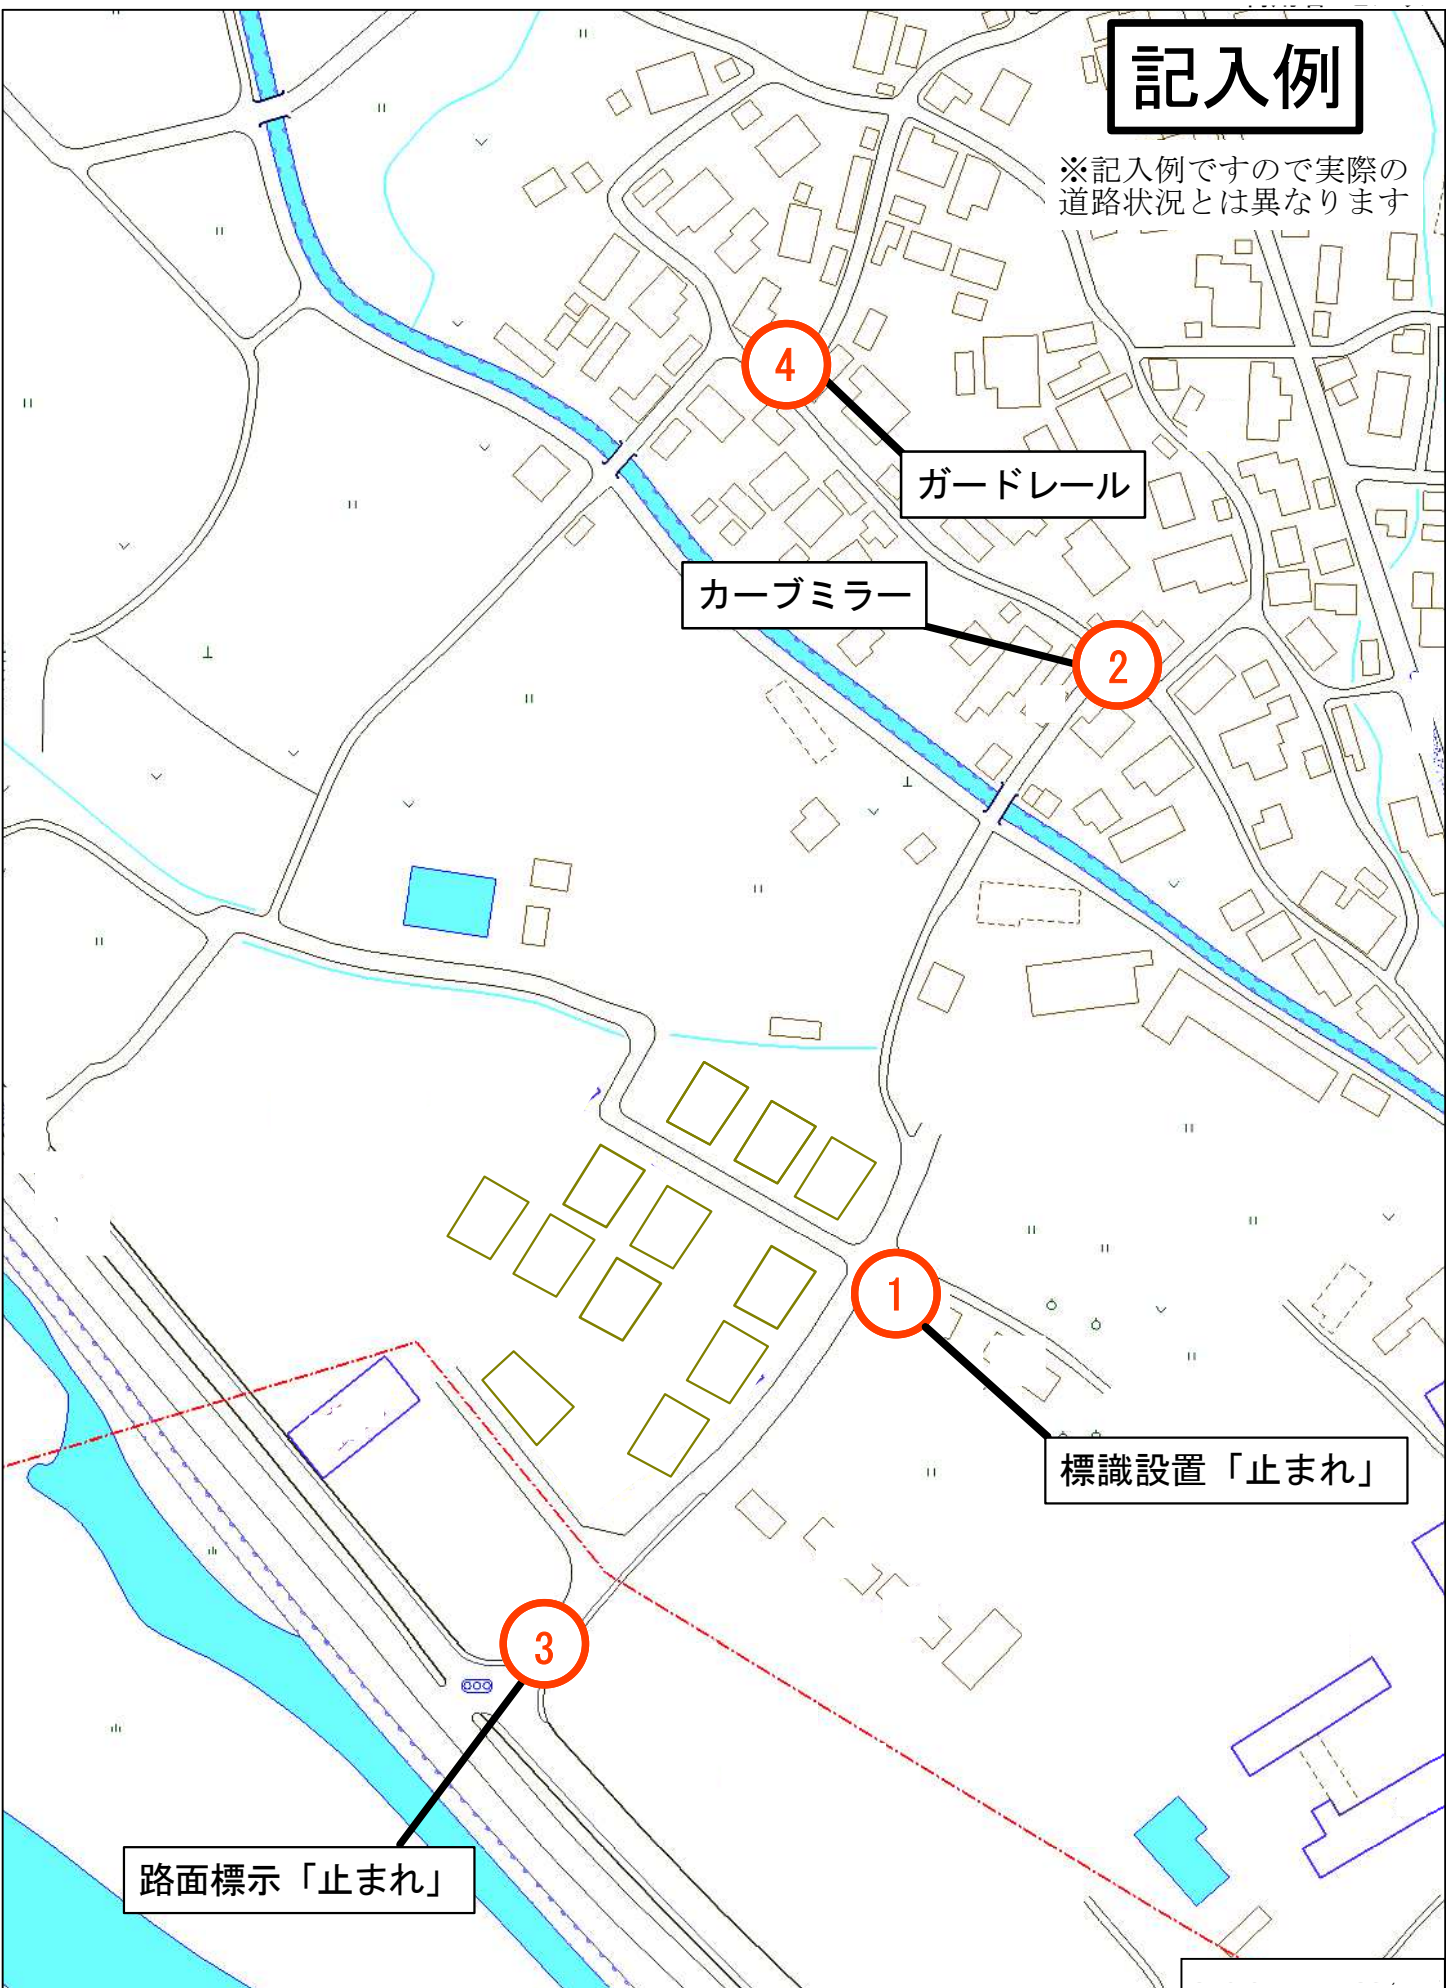 記入例
※記入例ですので実際の
道路状況とは異なります
4
ガードレール
カーブミラー
2
1
標識設置「止まれ」
3
路面標示「止まれ」